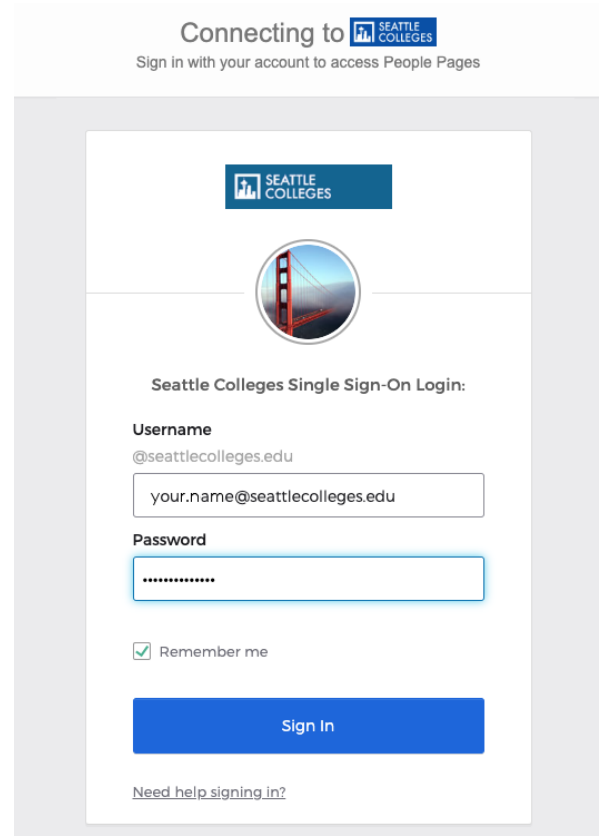 Connecting to SEATTLE COLLEGES
Sign in with your account to access People Pages
SEATTLE
COLLEGES
Seattle Colleges Single Sign-On Login:
Username
@seattlecolleges.edu
your.name@seattlecolleges.edu
Password
••••••••••••••
Remember me
Sign In
Need help signing in?